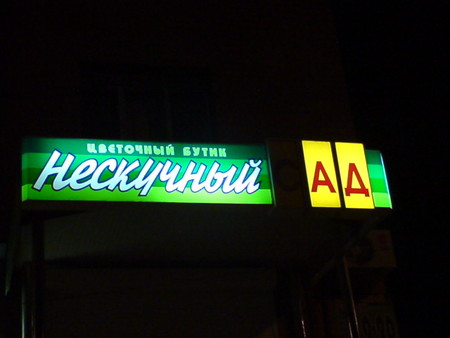 ЦВЕТОЧНЫЙ БУТИК
Нескучный АД